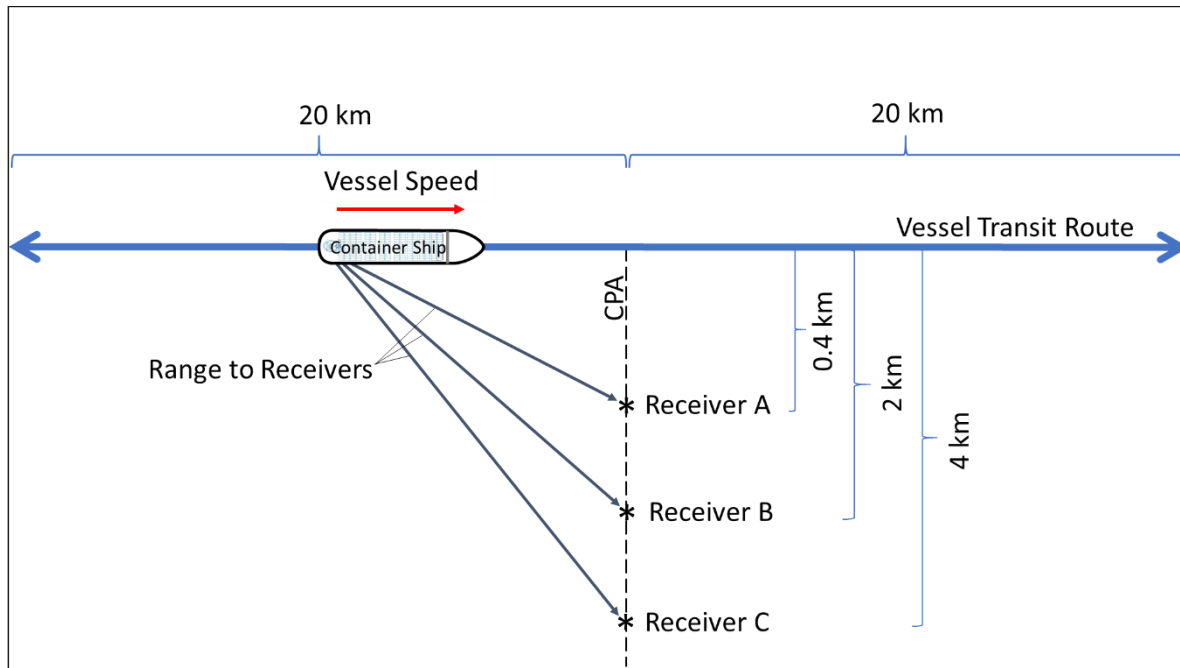 20 km
20 km
Vessel Speed
Container Ship
Vessel Transit Route
CPA
0.4 km
2 km
4 km
Range to Receivers
Receiver A
Receiver B
Receiver C